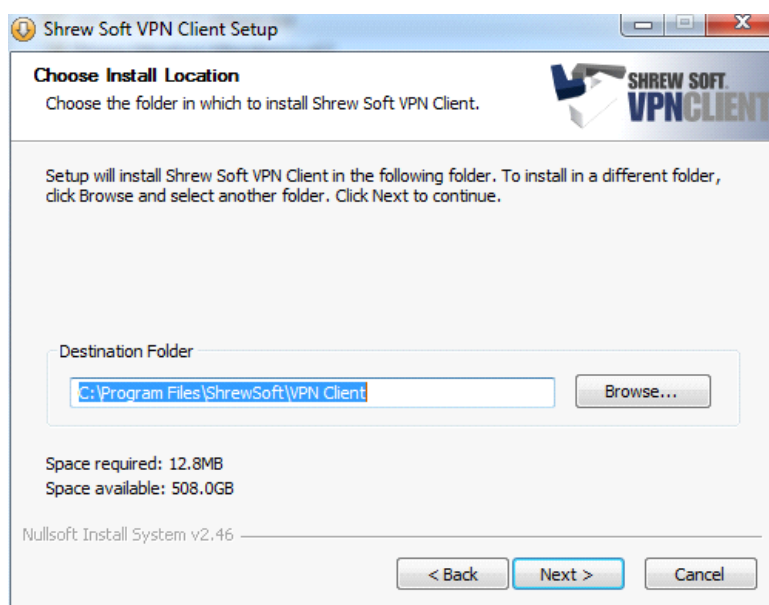 Shrew Soft VPN Client Setup
Choose Install Location
Choose the folder in which to install Shrew Soft VPN Client.
SHREW SOFT
VPNCLIENT
Setup will install Shrew Soft VPN Client in the following folder. To install in a different folder,
click Browse and select another folder. Click Next to continue.
Destination Folder
C:\Program Files\ShrewSoft\VPN Client
Browse...
Space required: 12.8MB
Space available: 508.0GB
Nullsoft Install System v2.46
< Back
Next >
Cancel